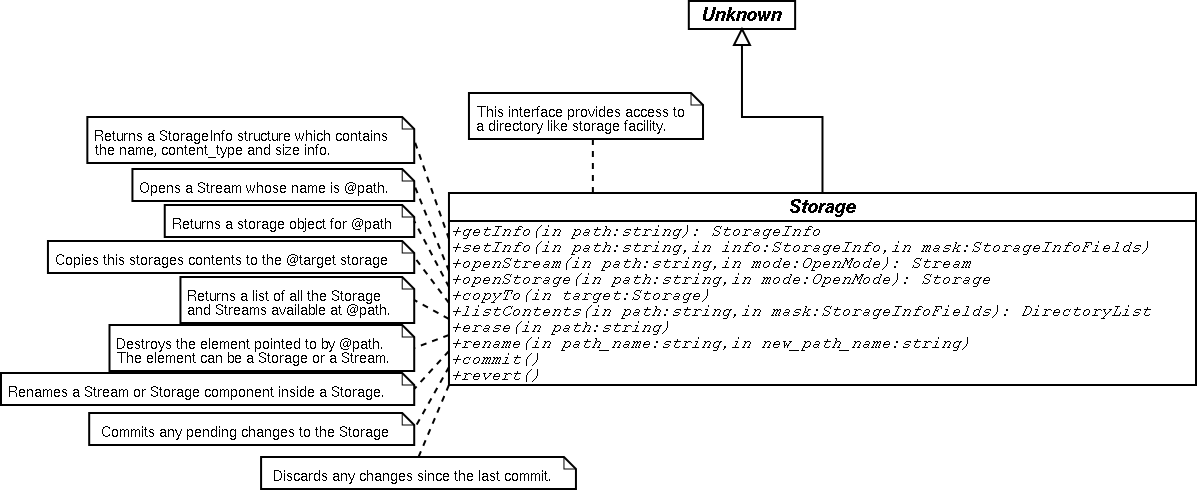 Unknown
This interface provides access to
a directory like storage facility.
Returns a StorageInfo structure which contains
the name, content_type and size info.
Opens a Stream whose name is @path.
Returns a storage object for @path
Copies this storages contents to the @target storage
Returns a list of all the Storage
and Streams available at @path.
Destroys the element pointed to by @path.
The element can be a Storage or a Stream.
Renames a Stream or Storage component inside a Storage.
Commits any pending changes to the Storage
Discards any changes since the last commit.
Storage
+getInfo(in path:string): StorageInfo
+setInfo(in path:string,in info:StorageInfo,in mask:StorageInfoFields)
+openStream(in path:string,in mode:OpenMode): Stream
+openStorage(in path:string,in mode:OpenMode): Storage
+copyTo(in target:Storage)
+listContents(in path:string,in mask:StorageInfoFields): DirectoryList
+erase(in path:string)
+rename(in path_name:string,in new_path_name:string)
+commit()
+revert()